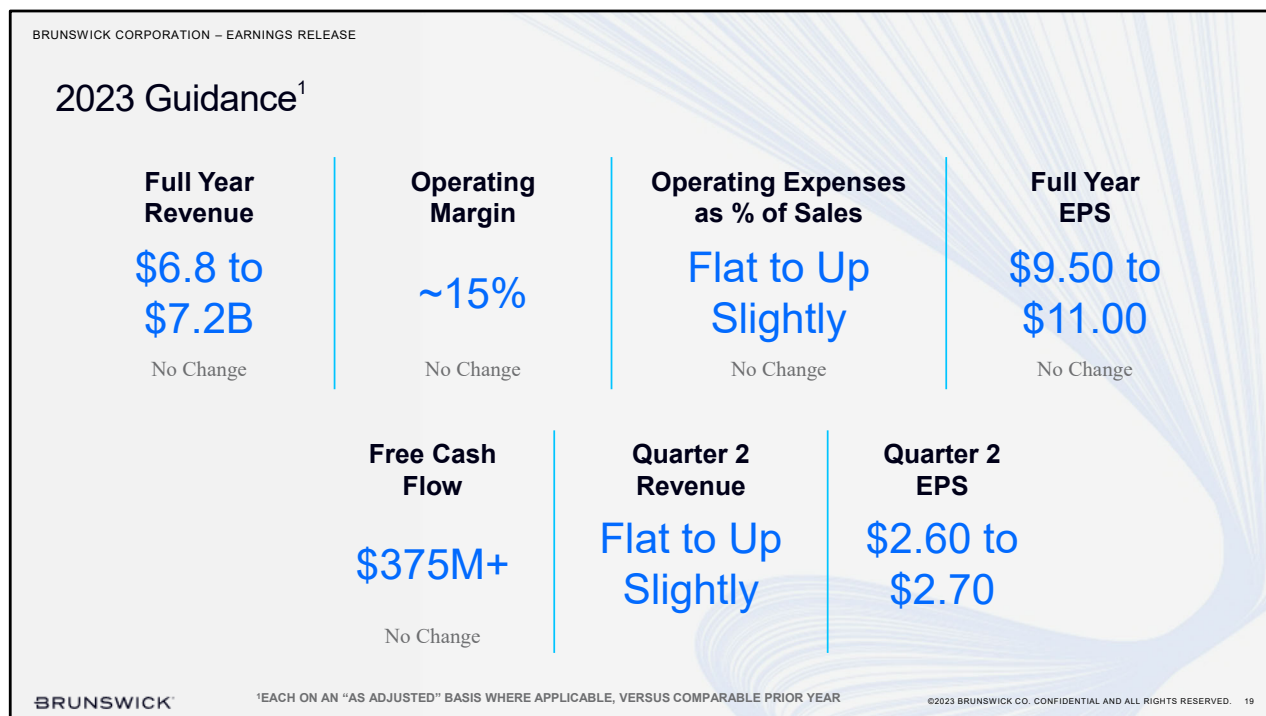 BRUNSWICK CORPORATION – EARNINGS RELEASE
2023 Guidance¹
Full Year
Revenue
$6.8 to
$7.2B
No Change
Operating
Margin
~15%
No Change
Operating Expenses
as % of Sales
Flat to Up
Slightly
No Change
Full Year
EPS
$9.50 to
$11.00
No Change
Free Cash
Flow
$375M+
No Change
Quarter 2
Revenue
Flat to Up
Slightly
Quarter 2
EPS
$2.60 to
$2.70
BRUNSWICK
¹EACH ON AN “AS ADJUSTED” BASIS WHERE APPLICABLE, VERSUS COMPARABLE PRIOR YEAR
©2023 BRUNSWICK CO. CONFIDENTIAL AND ALL RIGHTS RESERVED. 19